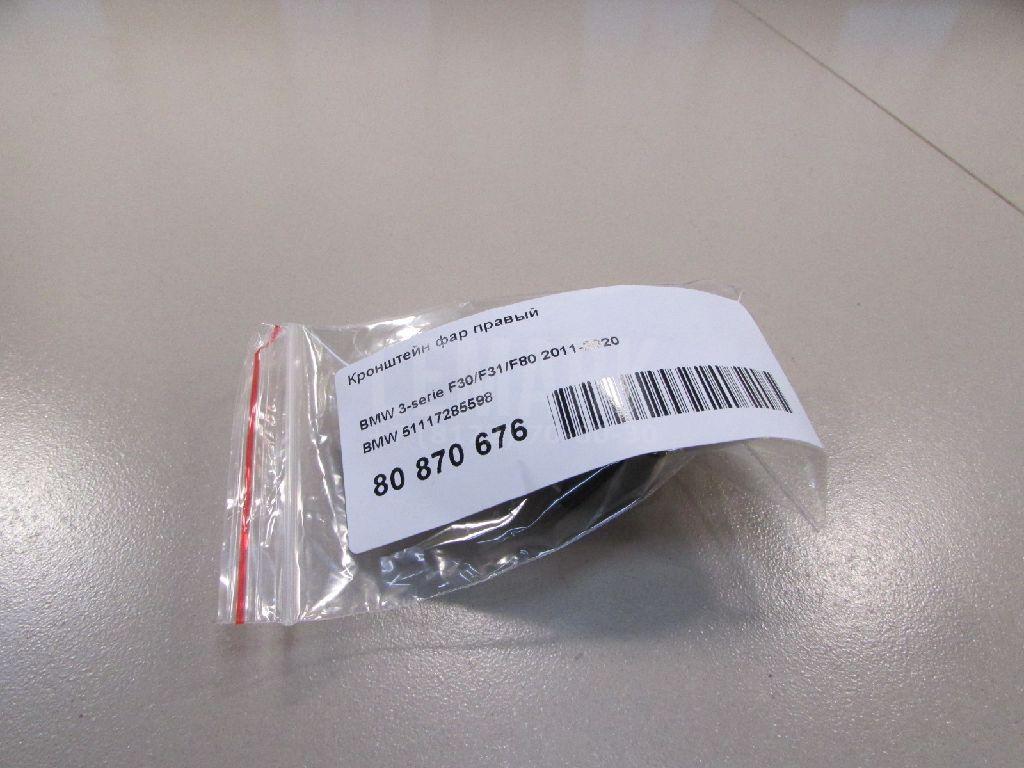 Кронштейн фар правый
BMW 3-serie F30/F31/F80 2011-2020
BMW 51117285598
80 870 676